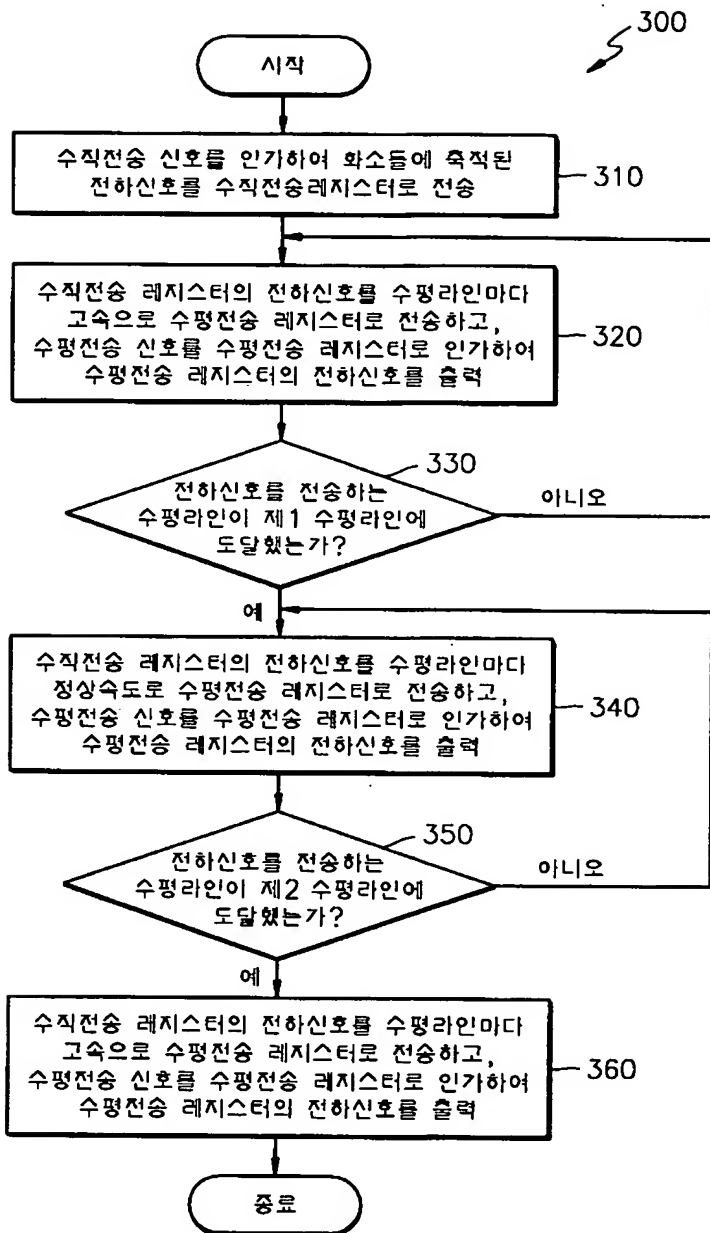 300
시작
수직전송 신호를 인가하여 화소들에 축적된
전하신호를 수직전송레지스터로 전송
310
수직전송 레지스터의 전하신호를 수평라인마다
고속으로 수평전송 레지스터로 전송하고,
수평전송 신호를 수평전송 레지스터로 인가하여
수평전송 레지스터의 전하신호를 출력
320
330
전하신호를 전송하는
수평라인이 제1 수평라인에
도달했는가?
아니오
예
수직전송 레지스터의 전하신호를 수평라인마다
정상속도로 수평전송 레지스터로 전송하고,
수평전송 신호를 수평전송 레지스터로 인가하여
수평전송 레지스터의 전하신호를 출력
340
350
전하신호를 전송하는
수평라인이 제2 수평라인에
도달했는가?
아니오
예
수직전송 레지스터의 전하신호를 수평라인마다
고속으로 수평전송 레지스터로 전송하고,
수평전송 신호를 수평전송 레지스터로 인가하여
수평전송 레지스터의 전하신호를 출력
360
종료